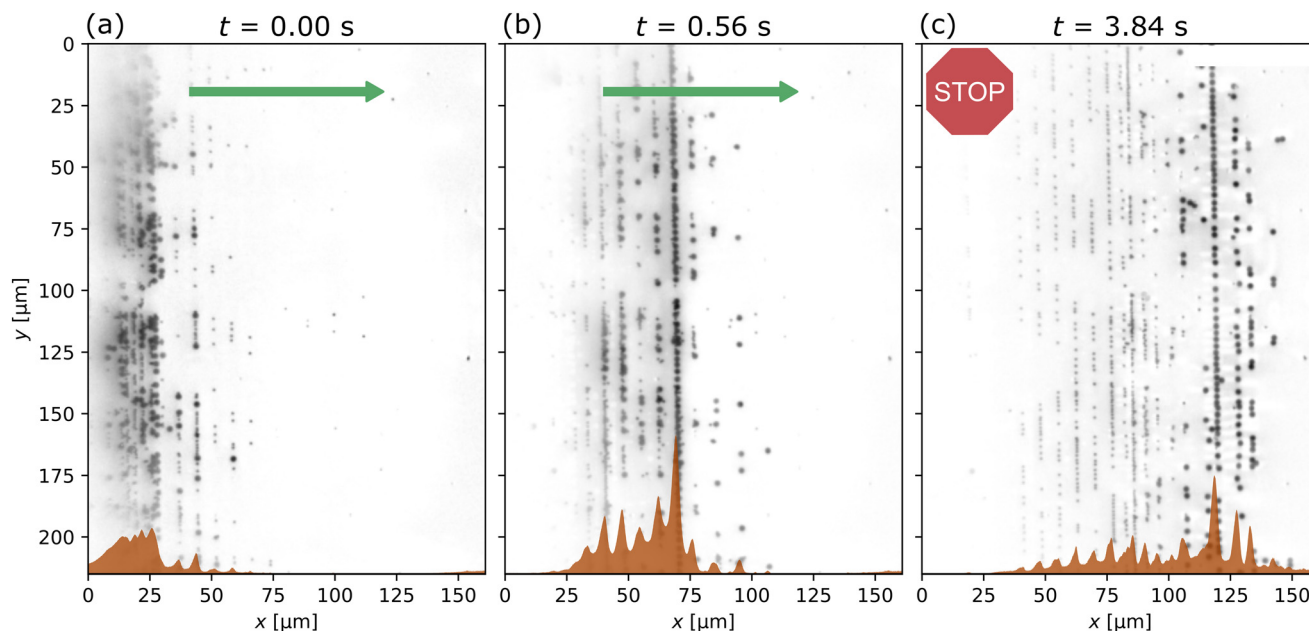 (a) t = 0.00 s
(b) t = 0.56 s
(c) t = 3.84 s
STOP
0
25
50
75
100
125
150
175
200
y [µm]
0 25 50 75 100 125 150
0 25 50 75 100 125 150
0 25 50 75 100 125 150
x [µm]
x [µm]
x [µm]